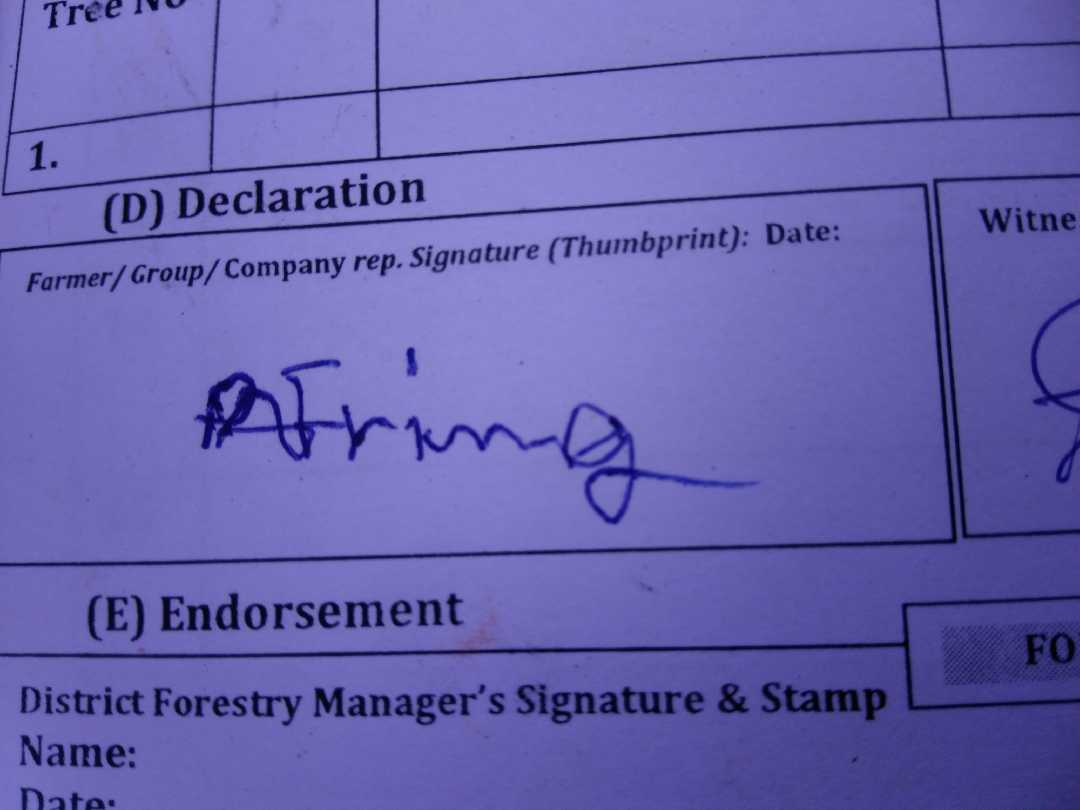 Tree No
1.
(D) Declaration
Farmer/ Group/ Company rep. Signature (Thumbprint): Date:
Witne
(E) Endorsement
FO
District Forestry Manager's Signature & Stamp
Name:
Date: